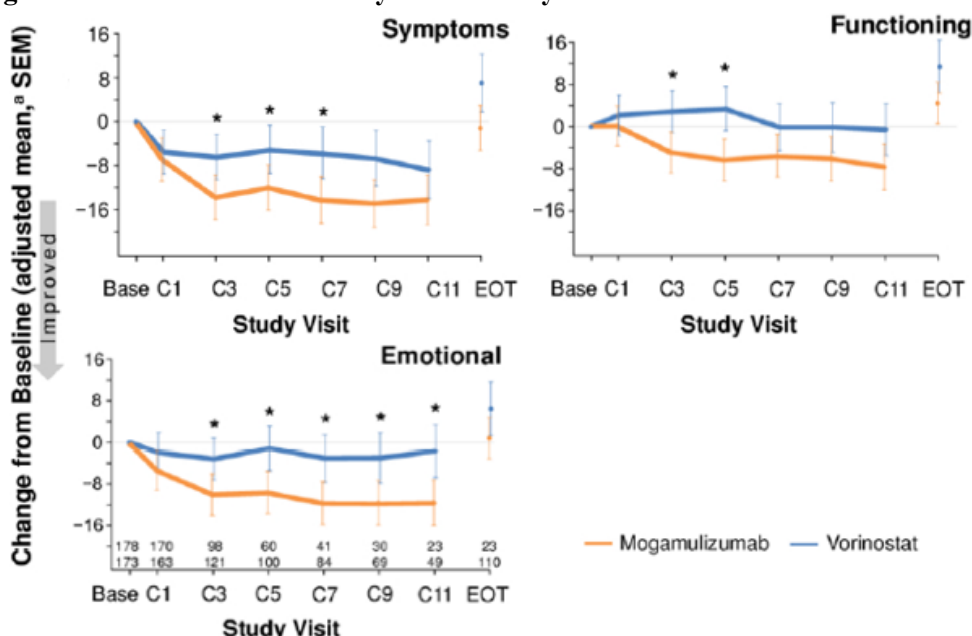 Symptoms
16
8
0
−8
−16
* * *
Base C1 C3 C5 C7 C9 C11 EOT
Study Visit
Functioning
16
8
0
−8
−16
* *
Base C1 C3 C5 C7 C9 C11 EOT
Study Visit
Change from Baseline (adjusted mean,ª SEM)
Improved
Emotional
16
8
0
−8
−16
* * * * *
178 170 98 60 41 30 23 23
173 163 121 100 84 69 49 110
Base C1 C3 C5 C7 C9 C11 EOT
Study Visit
Mogamulizumab Vorinostat